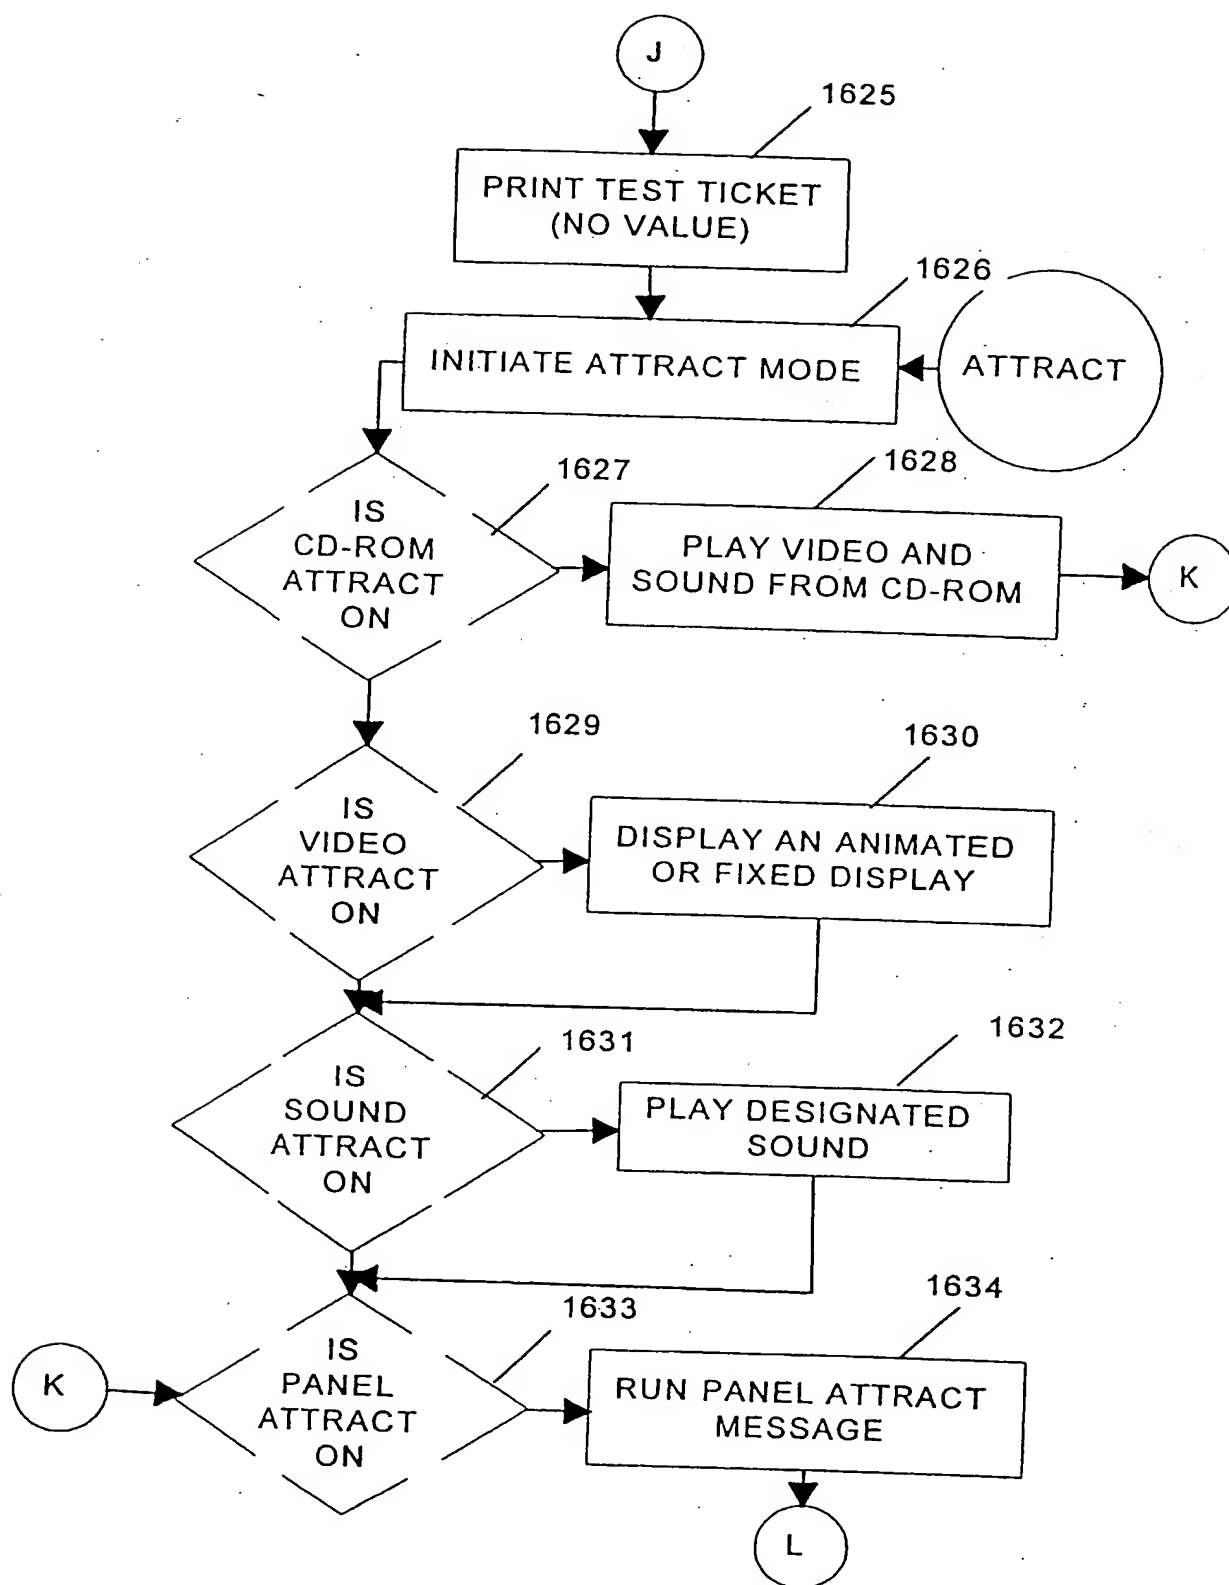 J
1625
PRINT TEST TICKET
(NO VALUE)
1626
INITIATE ATTRACT MODE
ATTRACT
1627
IS
CD-ROM
ATTRACT
ON
1628
PLAY VIDEO AND
SOUND FROM CD-ROM
K
1629
IS
VIDEO
ATTRACT
ON
1630
DISPLAY AN ANIMATED
OR FIXED DISPLAY
1631
IS
SOUND
ATTRACT
ON
1632
PLAY DESIGNATED
SOUND
K
1633
IS
PANEL
ATTRACT
ON
1634
RUN PANEL ATTRACT
MESSAGE
L